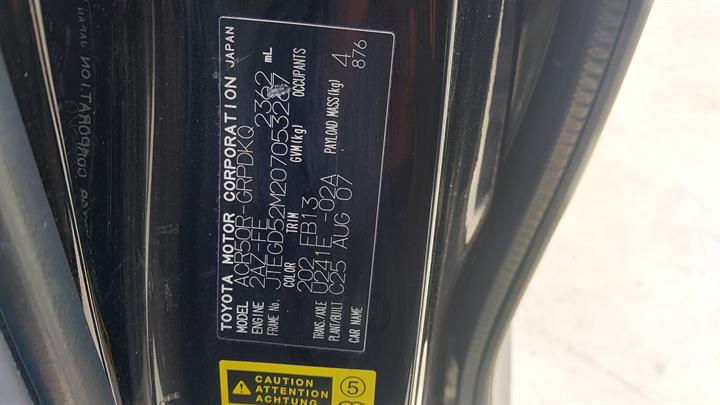 TOYOTA MOTOR CORPORATION JAPAN
MODEL ACR50R-GRPDKQ
ENGINE 2AZ-FE 2362 mL
FRAME No. JTEGD52M207053267
COLOR TRIM GVM(kg) OCCUPANTS
202 FB13 4
TRANS./AXLE U241E -02A PAYLOAD MASS(kg) 876
PLANT/BUILT C25 AUG 07
CAR NAME
CAUTION
ATTENTION
ACHTUNG
5